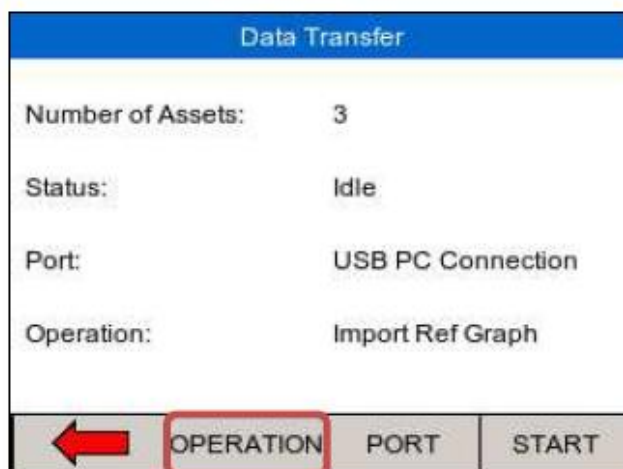 Data Transfer
Number of Assets: 3
Status: Idle
Port: USB PC Connection
Operation: Import Ref Graph
OPERATION PORT START